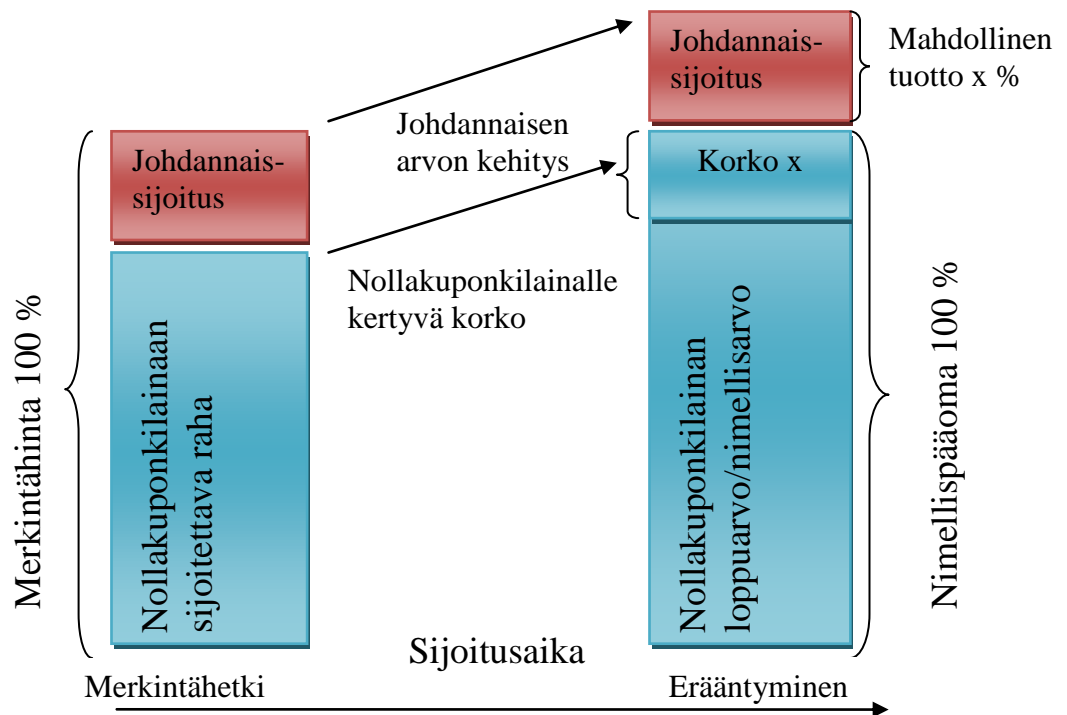 Merkintähinta 100 %
Johdannais-
sijoitus
Nollakuponkilainaan
sijoitettava raha
Johdannaisen
arvon kehitys
Nollakuponkilainalle
kertyvä korko
Johdannais-
sijoitus
Mahdollinen
tuotto x %
Korko x
Nollakuponkilainan
loppuarvo/nimellisarvo
Nimellispääoma 100 %
Sijoitusaika
Merkintähetki
Erääntyminen